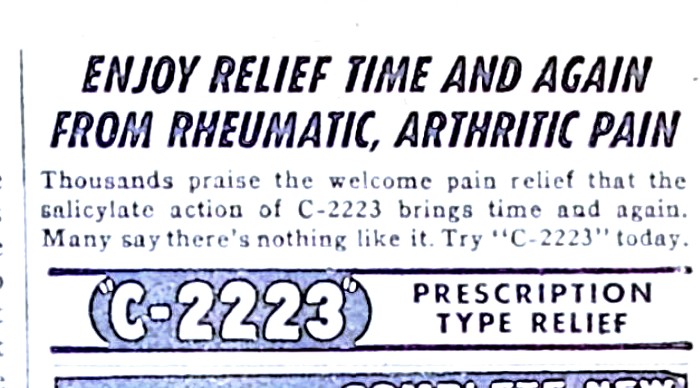 ENJOY RELIEF TIME AND AGAIN
FROM RHEUMATIC, ARTHRITIC PAIN
Thousands praise the welcome pain relief that the
salicylate action of C-2223 brings time and again.
Many say there's nothing like it. Try "C-2223" today.
"C-2223"
PRESCRIPTION
TYPE RELIEF